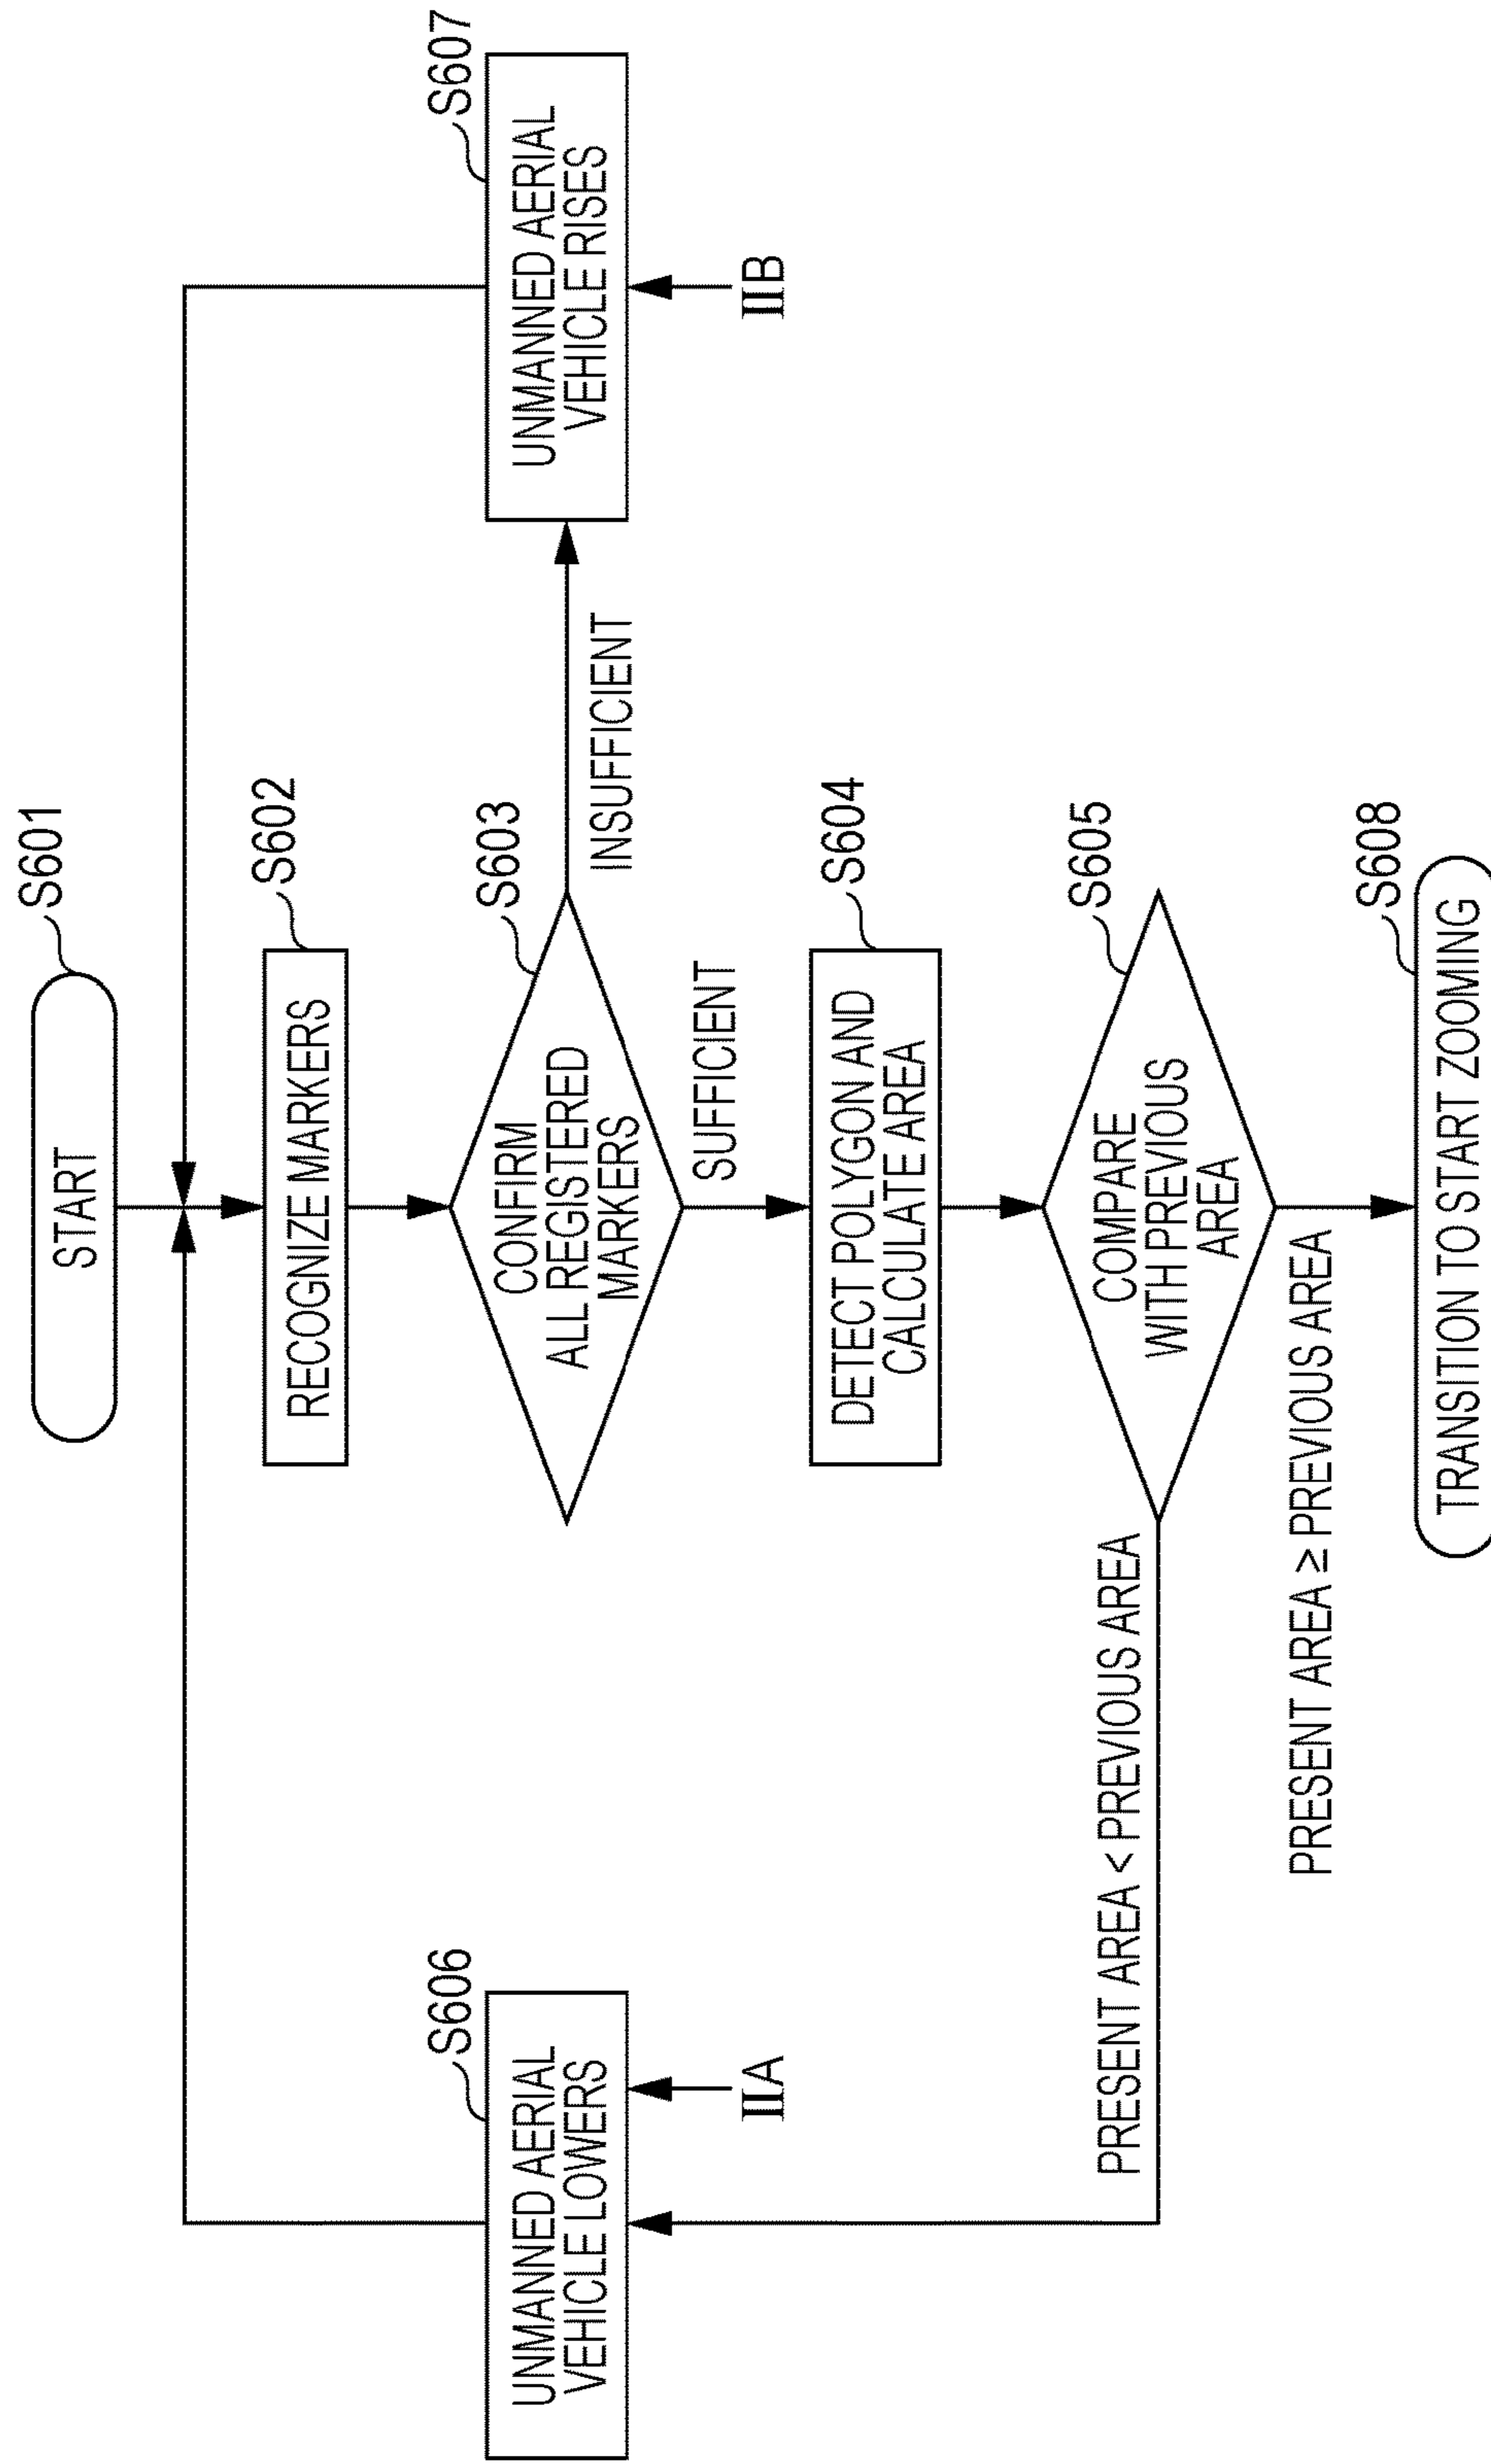 START
S601
RECOGNIZE MARKERS
S602
CONFIRM
ALL REGISTERED
MARKERS
S603
INSUFFICIENT
SUFFICIENT
UNMANNED AERIAL
VEHICLE LOWERS
S606
IIA
UNMANNED AERIAL
VEHICLE RISES
S607
IIB
DETECT POLYGON AND
CALCULATE AREA
S604
COMPARE
WITH PREVIOUS
AREA
S605
PRESENT AREA < PREVIOUS AREA
PRESENT AREA ≥ PREVIOUS AREA
TRANSITION TO START ZOOMING
S608